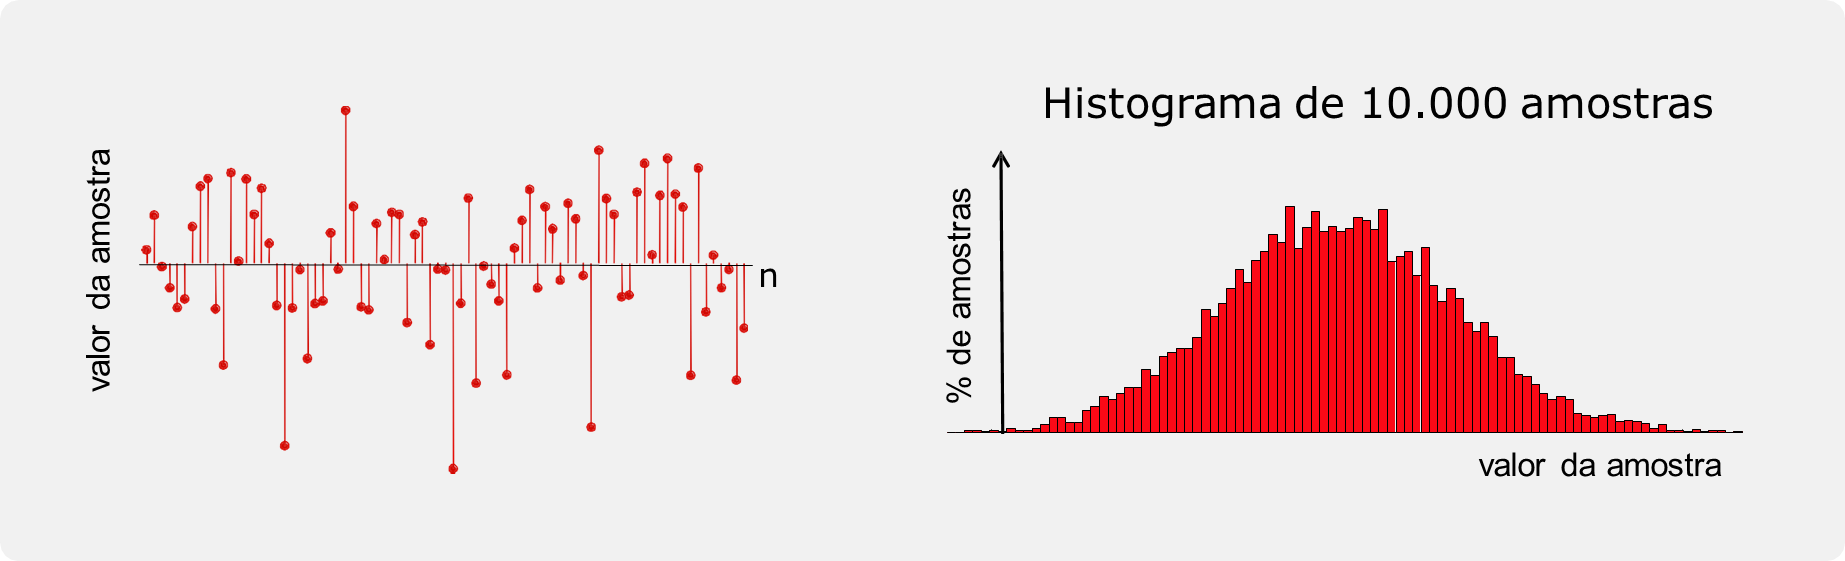 valor da amostra
n
Histograma de 10.000 amostras
% de amostras
valor da amostra